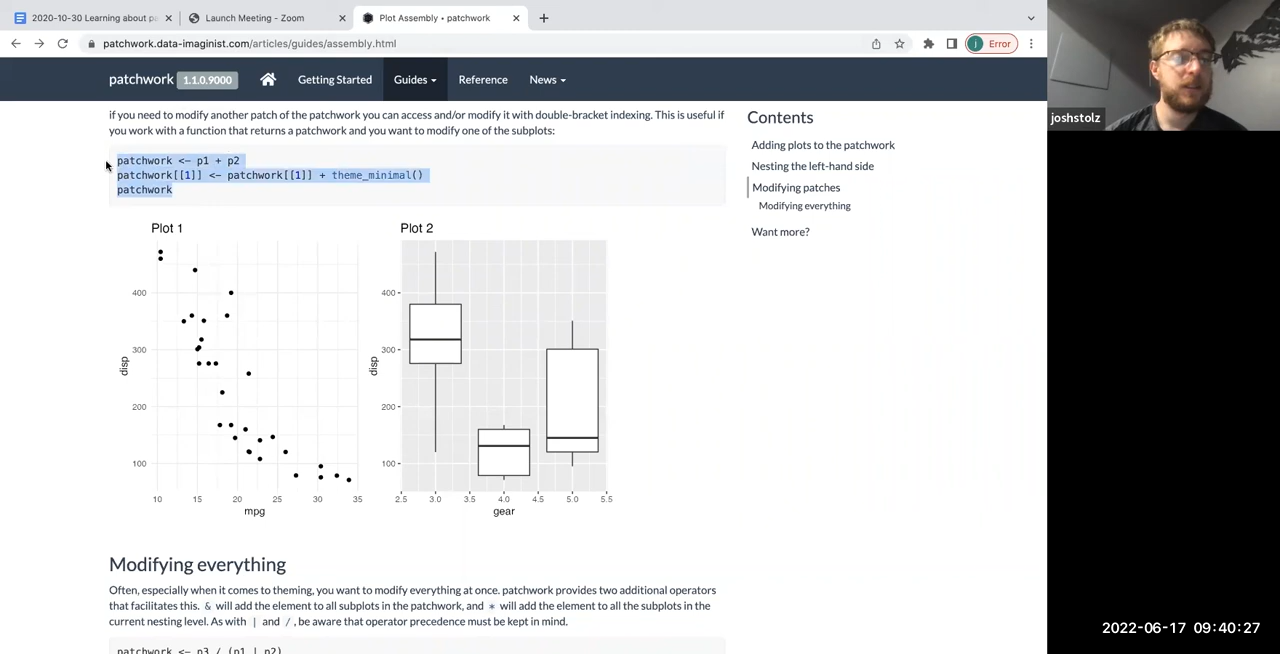 2020-10-30 Learning about pa
Launch Meeting - Zoom
Plot Assembly • patchwork
patchwork.data-imaginist.com/articles/guides/assembly.html
j
Error
patchwork 1.1.0.9000
Getting Started
Guides
Reference
News
if you need to modify another patch of the patchwork you can access and/or modify it with double-bracket indexing. This is useful if
you work with a function that returns a patchwork and you want to modify one of the subplots:
patchwork <- p1 + p2
patchwork[[1]] <- patchwork[[1]] + theme_minimal()
patchwork
Plot 1
400
300
200
100
disp
10 15 20 25 30 35
mpg
Plot 2
400
300
200
100
disp
2.5 3.0 3.5 4.0 4.5 5.0 5.5
gear
Modifying everything
Often, especially when it comes to theming, you want to modify everything at once. patchwork provides two additional operators
that facilitates this. & will add the element to all subplots in the patchwork, and * will add the element to all the subplots in the
current nesting level. As with | and /, be aware that operator precedence must be kept in mind.
patchwork <- p3 / (p1 | p2)
Contents
Adding plots to the patchwork
Nesting the left-hand side
Modifying patches
Modifying everything
Want more?
joshstolz
2022-06-17 09:40:27